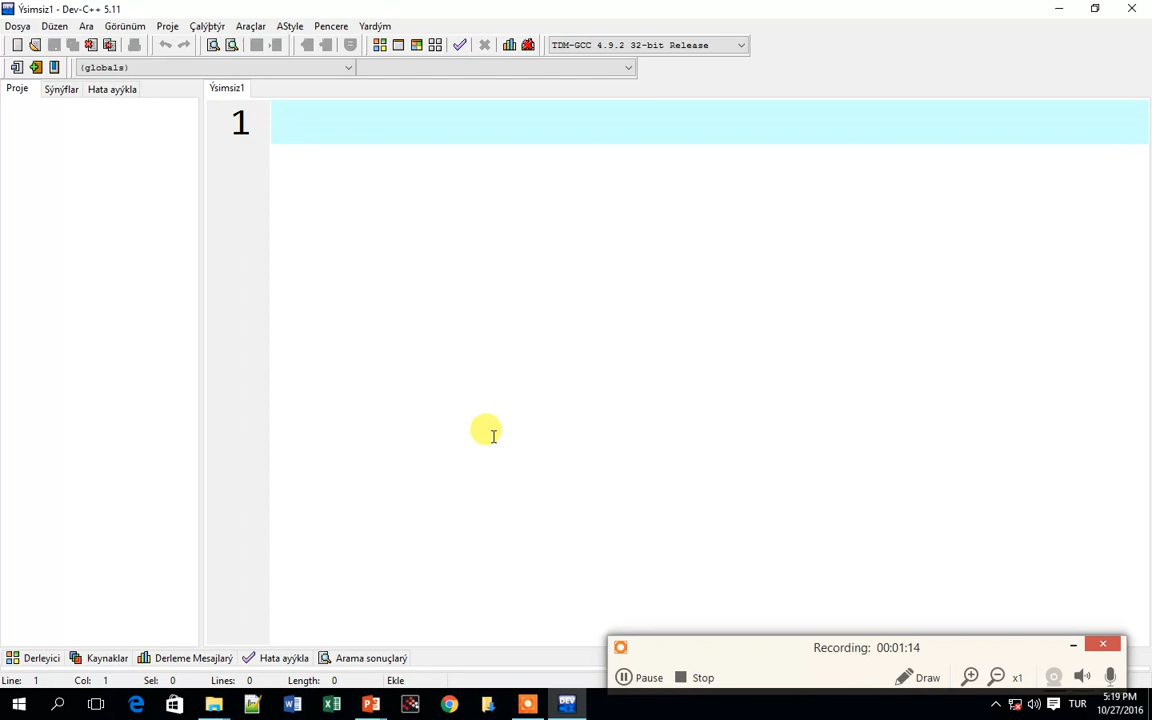 Ýsimsiz1 - Dev-C++ 5.11
Dosya Düzen Ara Görünüm Proje Çalýþtýr Araçlar AStyle Pencere Yardým
TDM-GCC 4.9.2 32-bit Release
(globals)
Proje Sýnýflar Hata ayýkla Ýsimsiz1
1
Recording: 00:01:14
Derleyici Kaynaklar Derleme Mesajlarý Hata ayýkla Arama sonuçlarý
Pause Stop Draw x1
Line: 1 Col: 1 Sel: 0 Lines: 0 Length: 0 Ekle
DEV
TUR
5:19 PM
10/27/2016